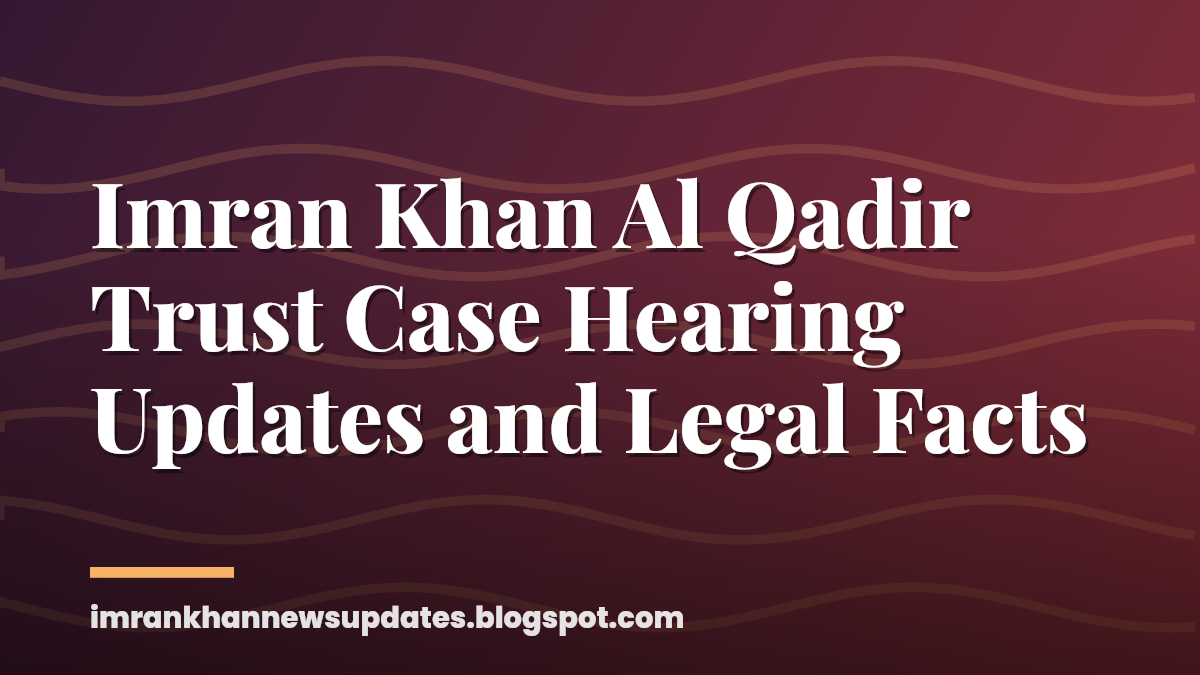 Imran Khan Al Qadir
Trust Case Hearing
Updates and Legal Facts
imrankhannewsupdates.blogspot.com